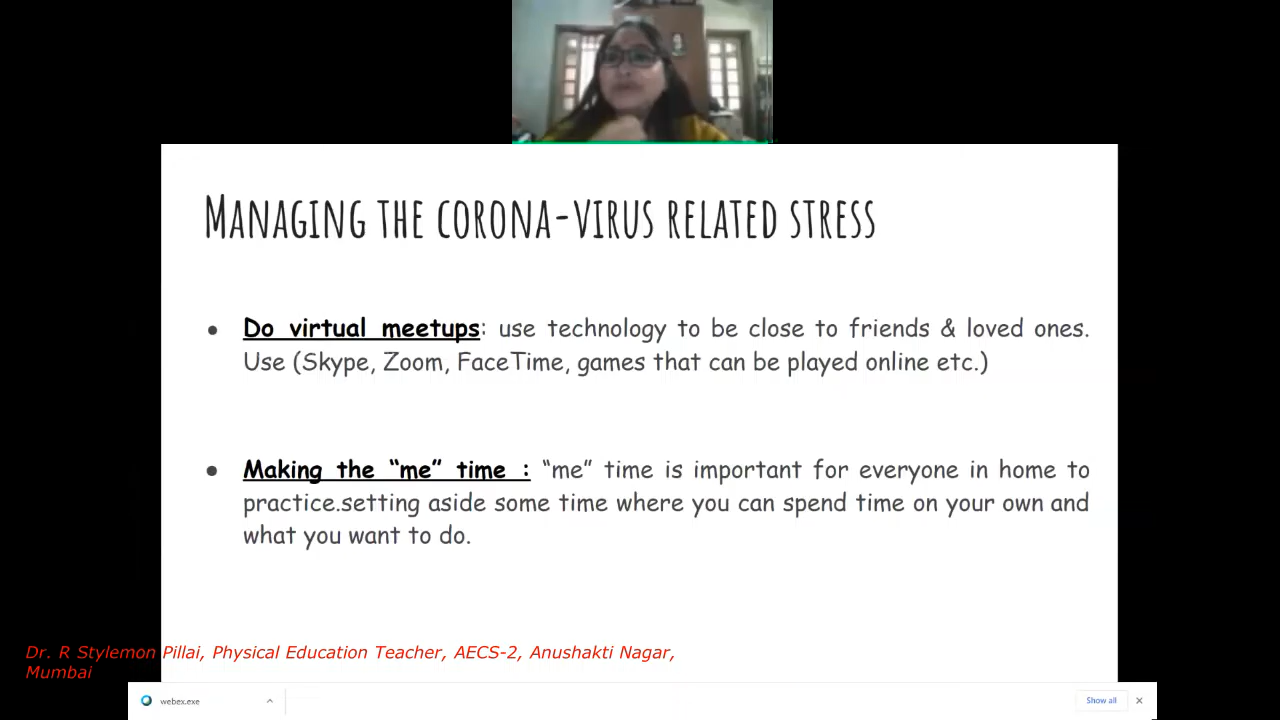 Managing the corona-virus related stress
● Do virtual meetups: use technology to be close to friends & loved ones.
Use (Skype, Zoom, FaceTime, games that can be played online etc.)
● Making the “me” time : “me” time is important for everyone in home to
practice.setting aside some time where you can spend time on your own and
what you want to do.
Dr. R Stylemon Pillai, Physical Education Teacher, AECS-2, Anushakti Nagar,
Mumbai
webex.exe
Show all